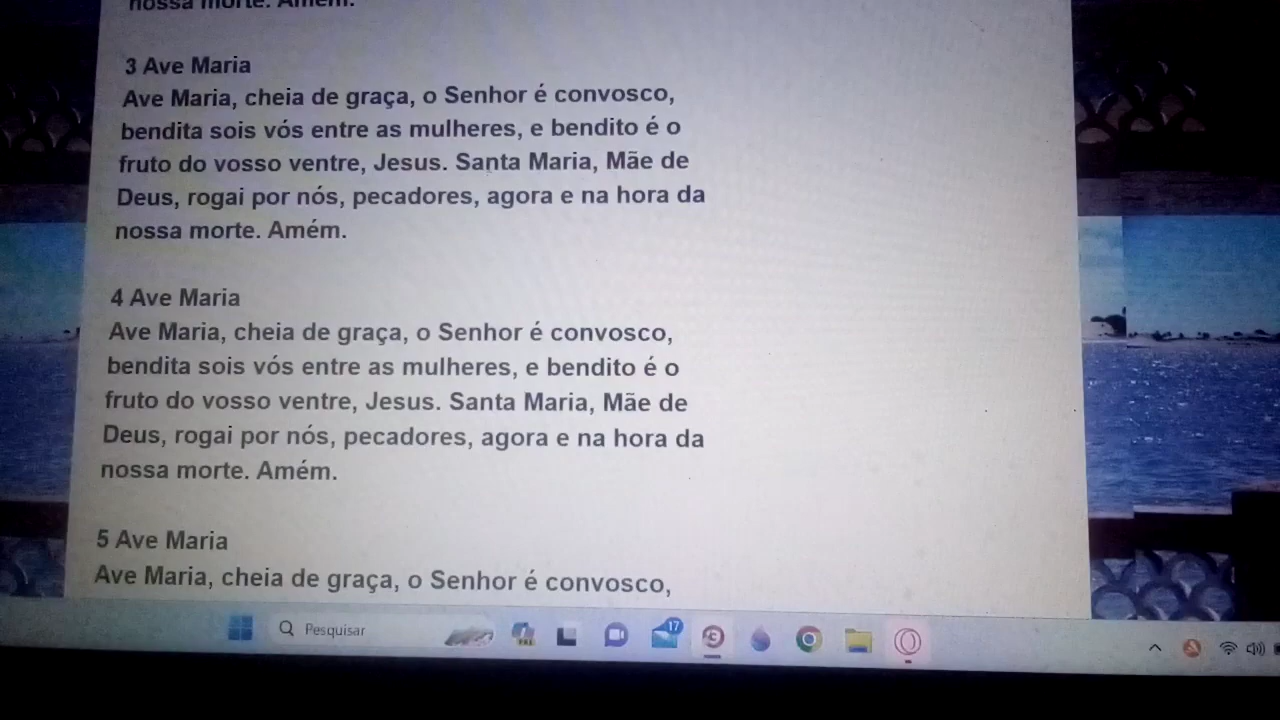 nossa morte. Amém.
3 Ave Maria
Ave Maria, cheia de graça, o Senhor é convosco,
bendita sois vós entre as mulheres, e bendito é o
fruto do vosso ventre, Jesus. Santa Maria, Mãe de
Deus, rogai por nós, pecadores, agora e na hora da
nossa morte. Amém.
4 Ave Maria
Ave Maria, cheia de graça, o Senhor é convosco,
bendita sois vós entre as mulheres, e bendito é o
fruto do vosso ventre, Jesus. Santa Maria, Mãe de
Deus, rogai por nós, pecadores, agora e na hora da
nossa morte. Amém.
5 Ave Maria
Ave Maria, cheia de graça, o Senhor é convosco,
Pesquisar
17